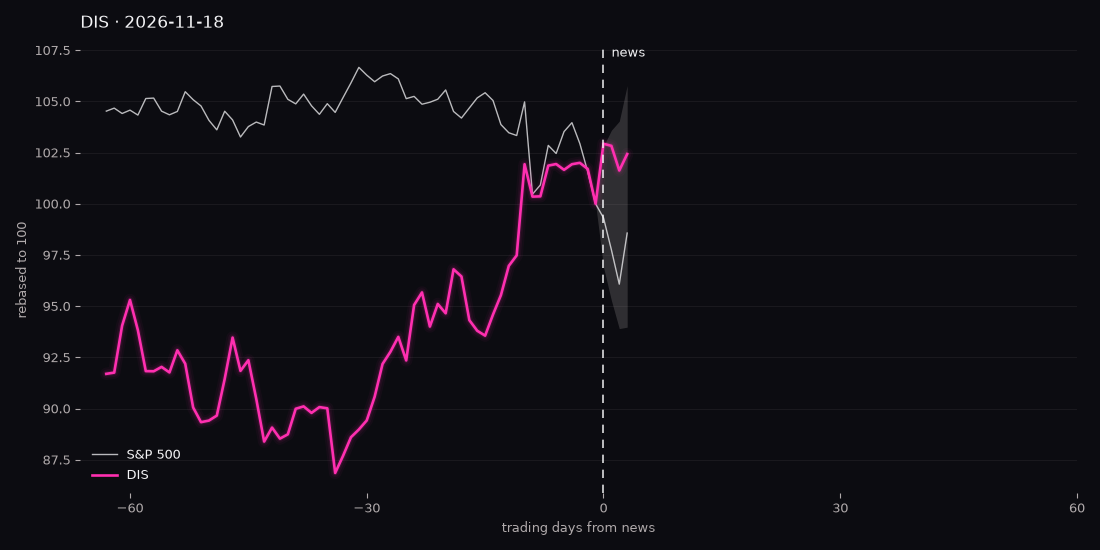 DIS · 2026-11-18
107.5
105.0
102.5
100.0
97.5
95.0
92.5
90.0
87.5
rebased to 100
news
S&P 500
DIS
−60
−30
0
30
60
trading days from news